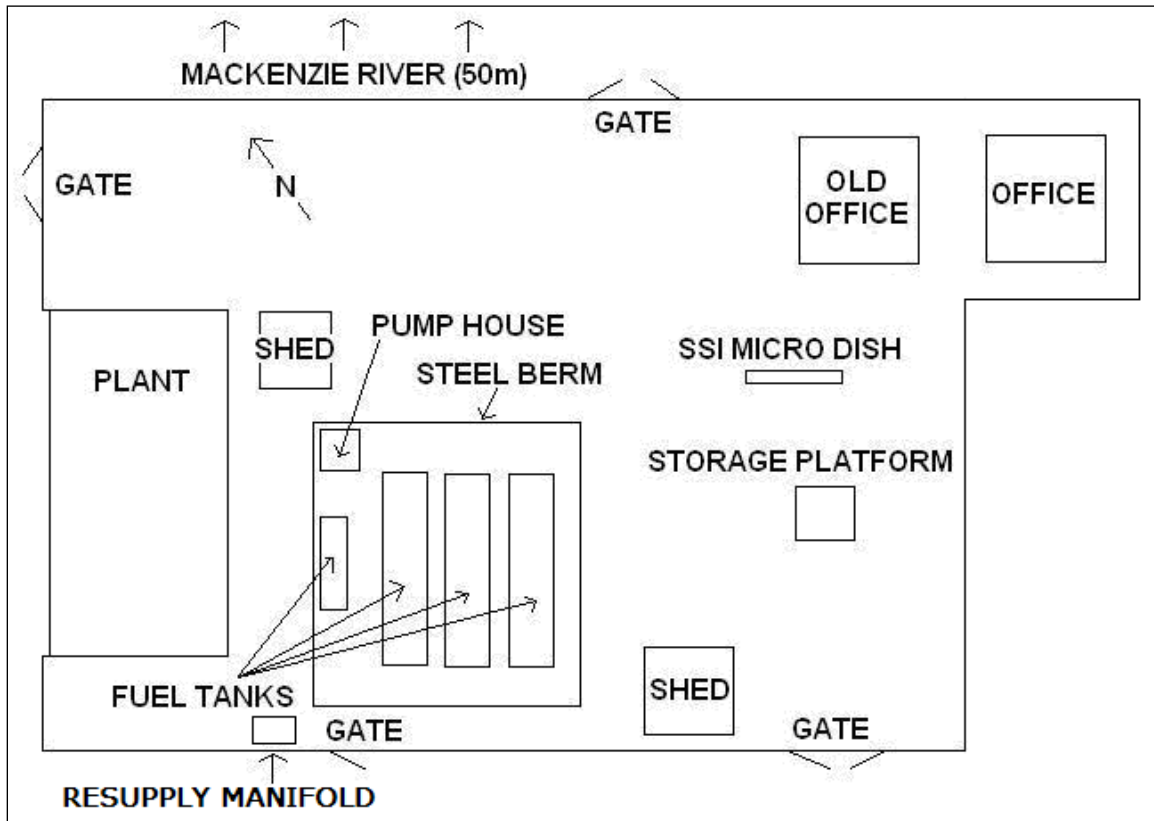 MACKENZIE RIVER (50m)
GATE
GATE
N
OLD
OFFICE
OFFICE
PUMP HOUSE
SHED
STEEL BERM
SSI MICRO DISH
PLANT
STORAGE PLATFORM
FUEL TANKS
SHED
GATE
GATE
RESUPPLY MANIFOLD